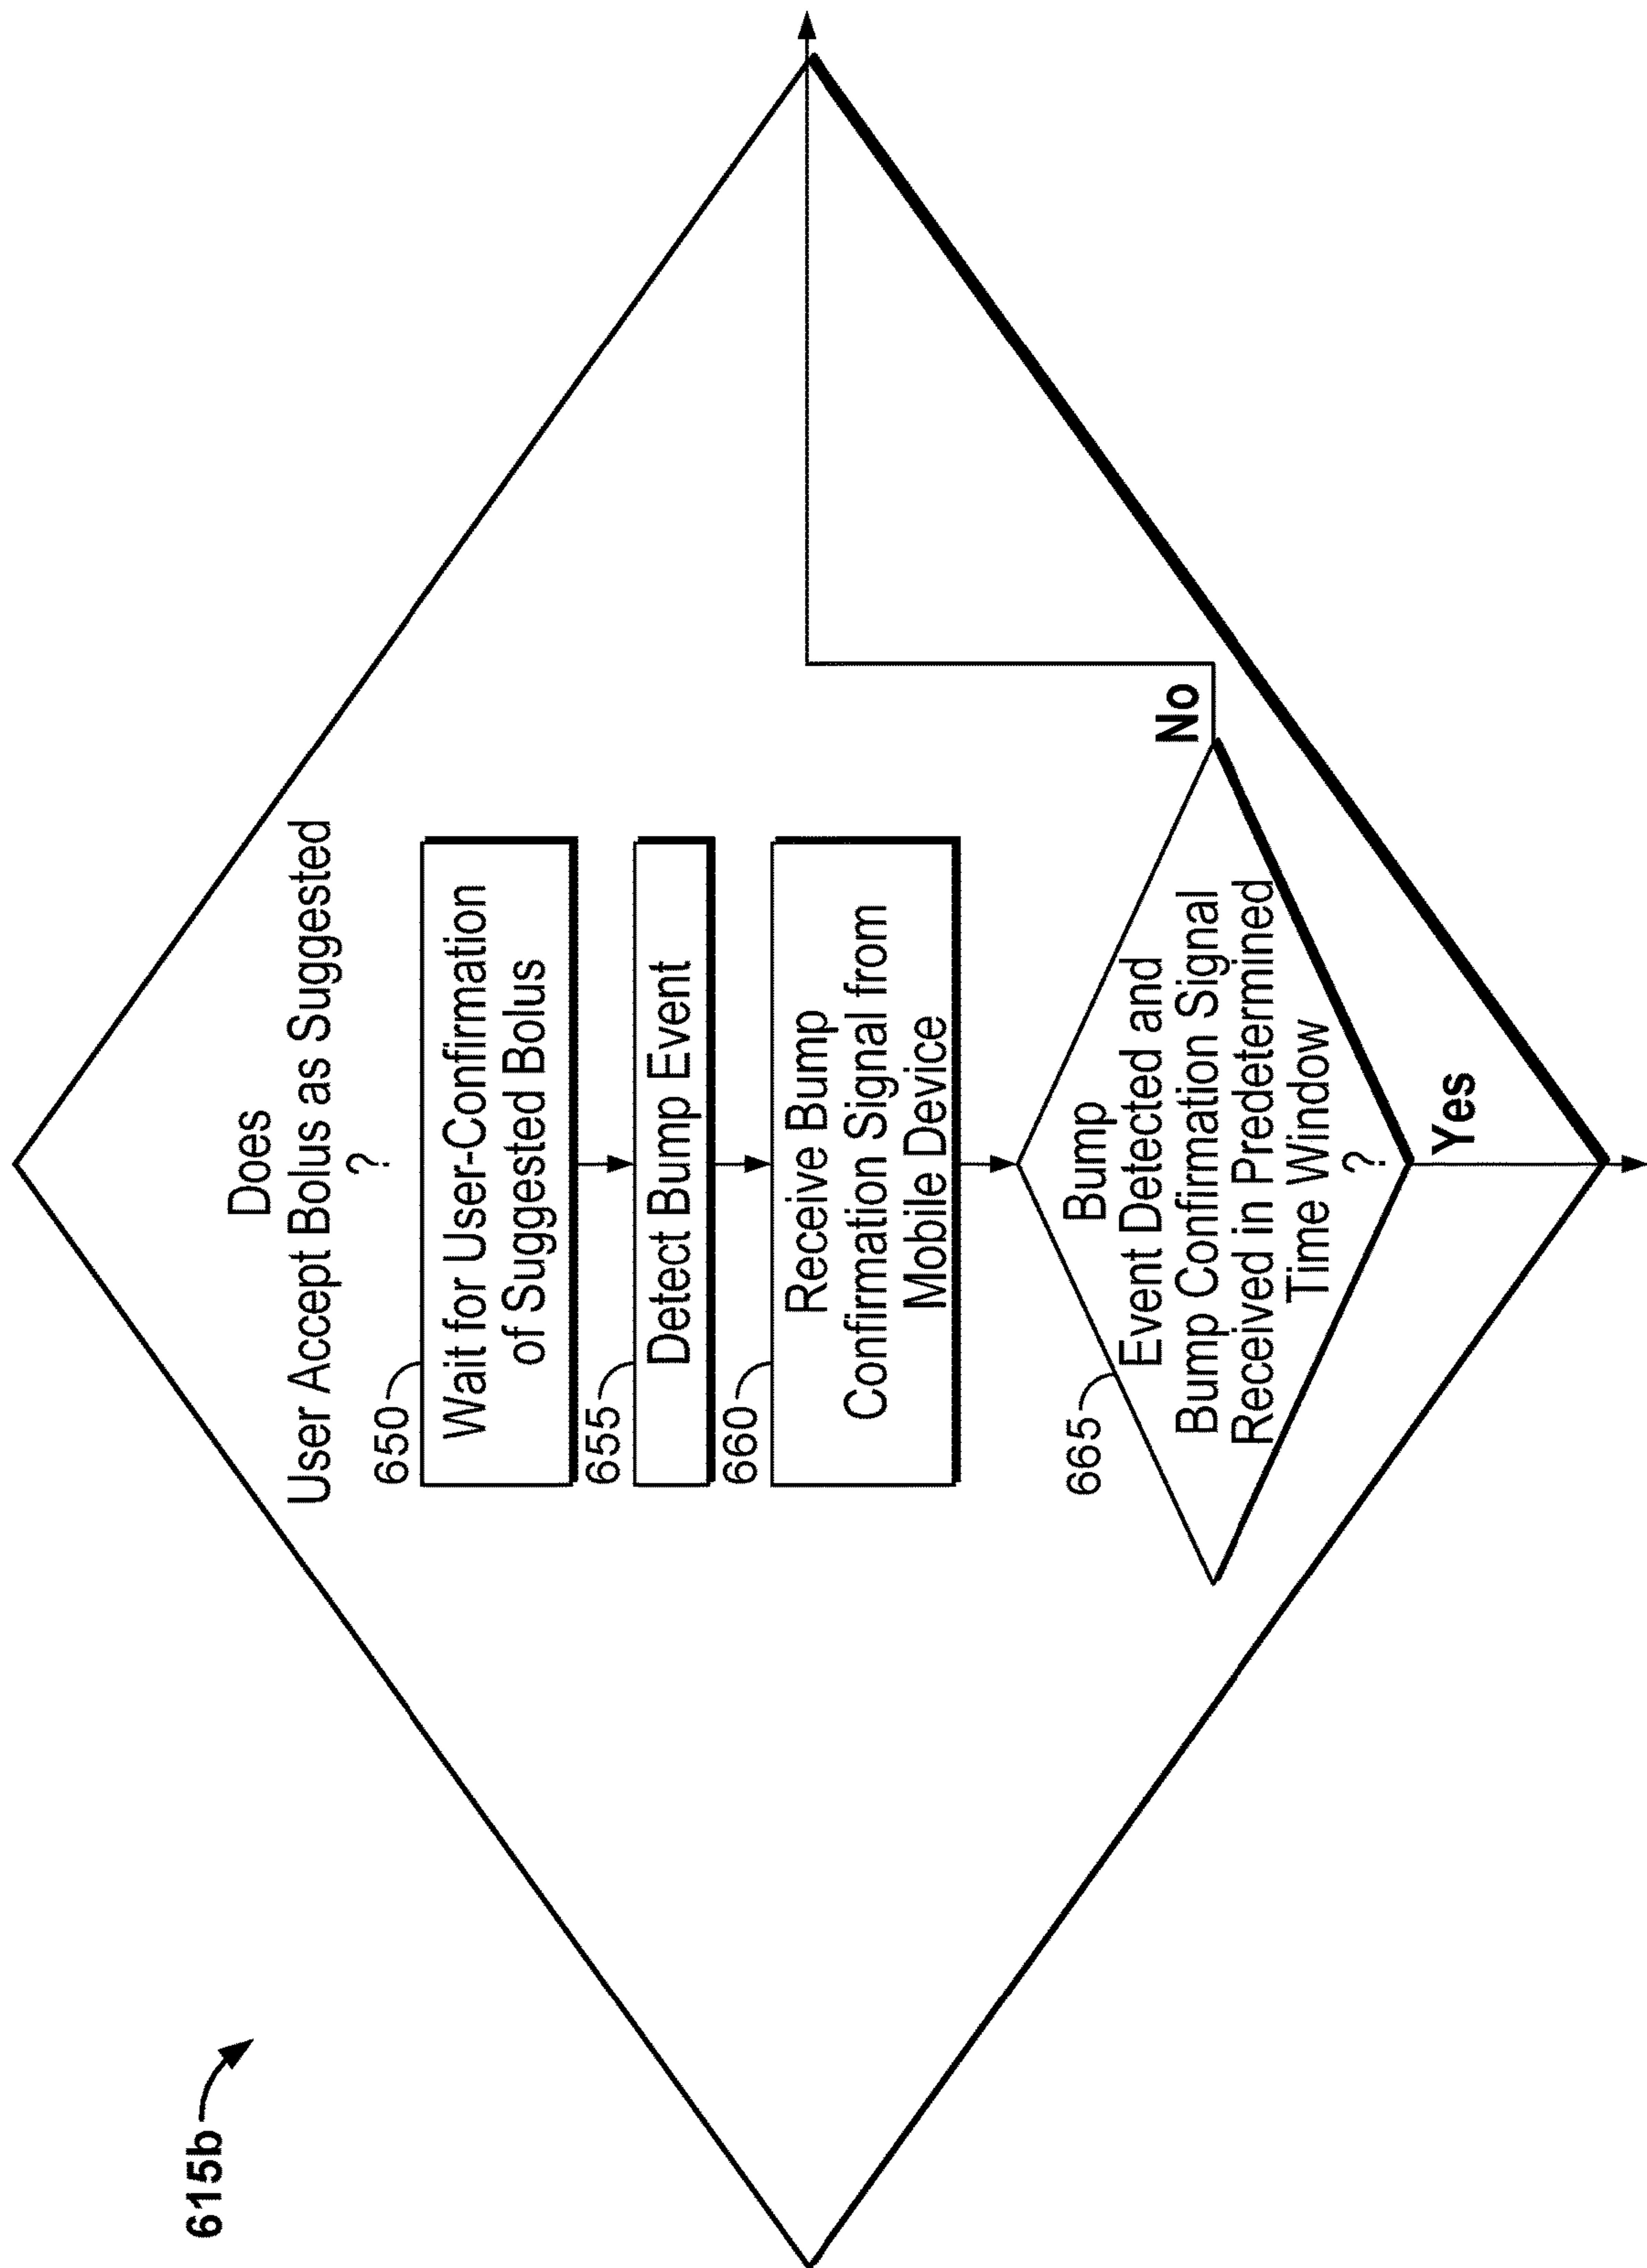 615b
Does
User Accept Bolus as Suggested
?
650
Wait for User-Confirmation
of Suggested Bolus
655
Detect Bump Event
660
Receive Bump
Confirmation Signal from
Mobile Device
665
Bump
Event Detected and
Bump Confirmation Signal
Received in Predetermined
Time Window
?
No
Yes